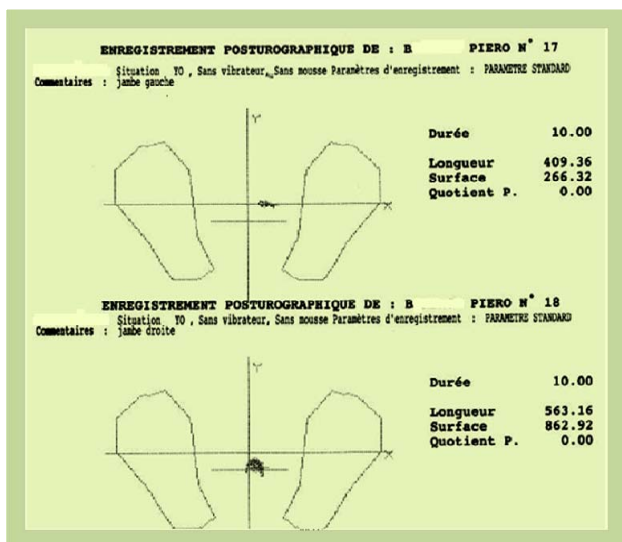 ENREGISTREMENT POSTUROGRAPHIQUE DE : B PIERO N° 17
Situation YO , Sans vibrateur, Sans mousse Paramètres d'enregistrement : PARAMETRE STANDARD
Commentaires : jambe gauche
Y
Durée 10.00
Longueur 409.36
Surface 266.32
Quotient P. 0.00
X
ENREGISTREMENT POSTUROGRAPHIQUE DE : B PIERO N° 18
Situation YO , Sans vibrateur, Sans mousse Paramètres d'enregistrement : PARAMETRE STANDARD
Commentaires : jambe droite
Y
Durée 10.00
Longueur 563.16
Surface 862.92
Quotient P. 0.00
X